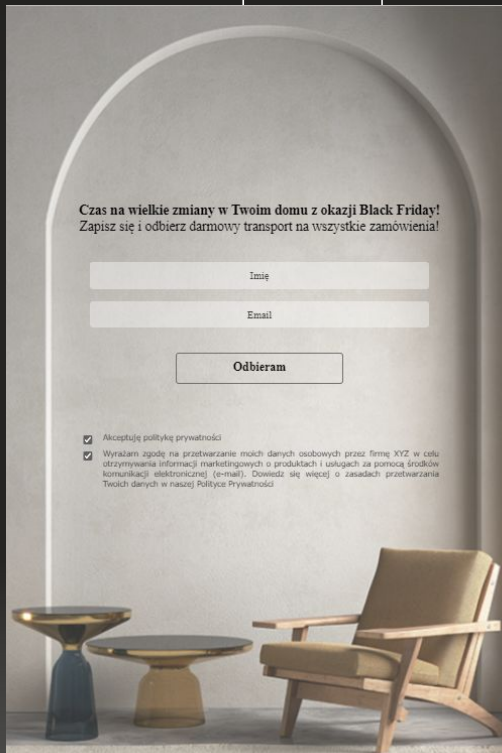 Czas na wielkie zmiany w Twoim domu z okazji Black Friday!
Zapisz się i odbierz darmowy transport na wszystkie zamówienia!
Imię
Email
Odbieram
Akceptuję politykę prywatności
Wyrażam zgodę na przetwarzanie moich danych osobowych przez firmę XYZ w celu
otrzymywania informacji marketingowych o produktach i usługach za pomocą środków
komunikacji elektronicznej (e-mail). Dowiedz się więcej o zasadach przetwarzania
Twoich danych w naszej Polityce Prywatności